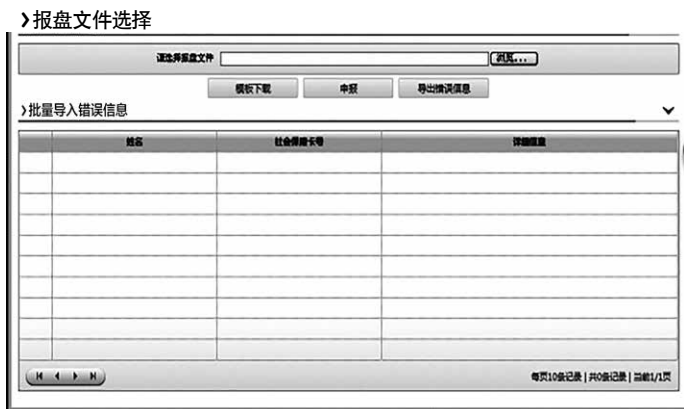 报盘文件选择
请选择报盘文件 浏览...
模板下载 申报 导出错误信息
批量导入错误信息
姓名 社会保障卡号 详细信息
每页10条记录 | 共0条记录 | 当前1/1页